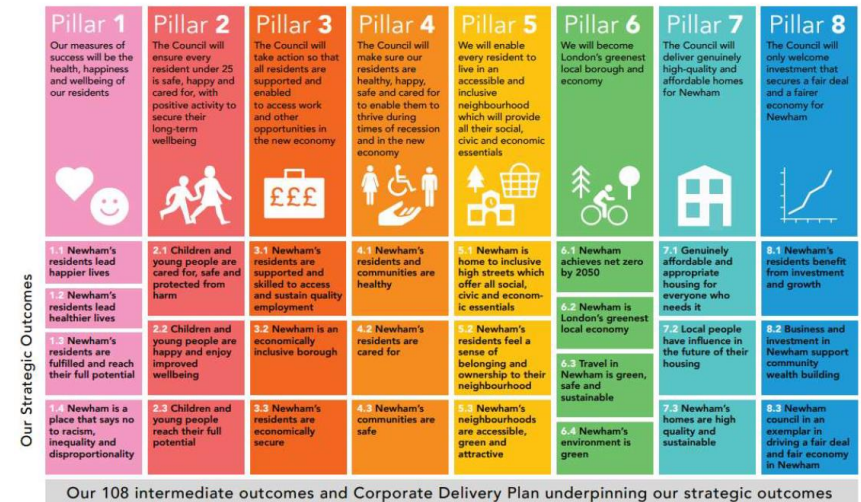 Pillar 1
Our measures of
success will be the
health, happiness
and wellbeing of
our residents
Pillar 2
The Council will
ensure every
resident under 25
is safe, happy and
cared for, with
positive activity to
secure their
long-term
wellbeing
Pillar 3
The Council will
take action so that
all residents are
supported and
enabled
to access work
and other
opportunities in
the new economy
Pillar 4
The Council will
make sure our
residents are
healthy, happy,
safe and cared for
to enable them to
thrive during
times of recession
and in the new
economy
Pillar 5
We will enable
every resident to
live in an
accessible and
inclusive
neighbourhood
which will provide
all their social,
civic and economic
essentials
Pillar 6
We will become
London's greenest
local borough and
economy
Pillar 7
The Council will
deliver genuinely
high-quality and
affordable homes
for Newham
Pillar 8
The Council will
only welcome
investment that
secures a fair deal
and a fairer
economy for
Newham
£££
Our Strategic Outcomes
1.1 Newham's
residents lead
happier lives
1.2 Newham's
residents lead
healthier lives
1.3 Newham's
residents are
fulfilled and reach
their full potential
1.4 Newham is a
place that says no
to racism,
inequality and
disproportionality
2.1 Children and
young people are
cared for, safe and
protected from
harm
2.2 Children and
young people are
happy and enjoy
improved
wellbeing
2.3 Children and
young people
reach their full
potential
3.1 Newham's
residents are
supported and
skilled to access
and sustain quality
employment
3.2 Newham is an
economically
inclusive borough
3.3 Newham's
residents are
economically
secure
4.1 Newham's
residents and
communities are
healthy
4.2 Newham's
residents are
cared for
4.3 Newham's
communities are
safe
5.1 Newham is
home to inclusive
high streets which
offer all social,
civic and econom-
ic essentials
5.2 Newham's
residents feel a
sense of
belonging and
ownership to their
neighbourhood
5.3 Newham's
neighbourhoods
are accessible,
green and
attractive
6.1 Newham
achieves net zero
by 2050
6.2 Newham is
London's greenest
local economy
6.3 Travel in
Newham is green,
safe and
sustainable
6.4 Newham's
environment is
green
7.1 Genuinely
affordable and
appropriate
housing for
everyone who
needs it
7.2 Local people
have influence in
the future of their
housing
7.3 Newham's
homes are high
quality and
sustainable
8.1 Newham's
residents benefit
from investment
and growth
8.2 Business and
investment in
Newham support
community
wealth building
8.3 Newham
council in an
exemplar in
driving a fair deal
and fair economy
in Newham
Our 108 intermediate outcomes and Corporate Delivery Plan underpinning our strategic outcomes